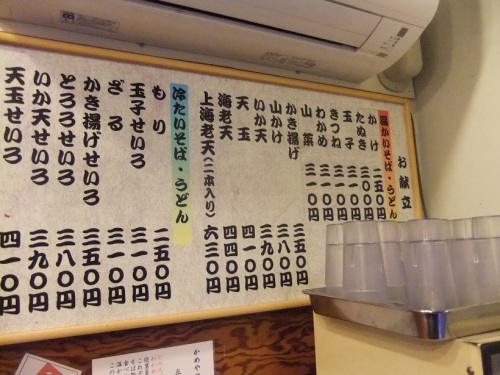 お献立
温かいそば・うどん
かけ 二五〇円
たぬき 三〇〇円
玉子 三一〇円
きつね 三一〇円
わかめ 三一〇円
山菜 三一〇円
かき揚げ 三五〇円
山かけ 三八〇円
いか天 三九〇円
天玉 四一〇円
海老天 四四〇円
上海老天(二本入り) 六三〇円
冷たいそば・うどん
もり 二五〇円
玉子せいろ 三一〇円
ざる 三一〇円
かき揚げせいろ 三五〇円
とろろせいろ 三八〇円
いか天せいろ 三九〇円
天玉せいろ 四一〇円